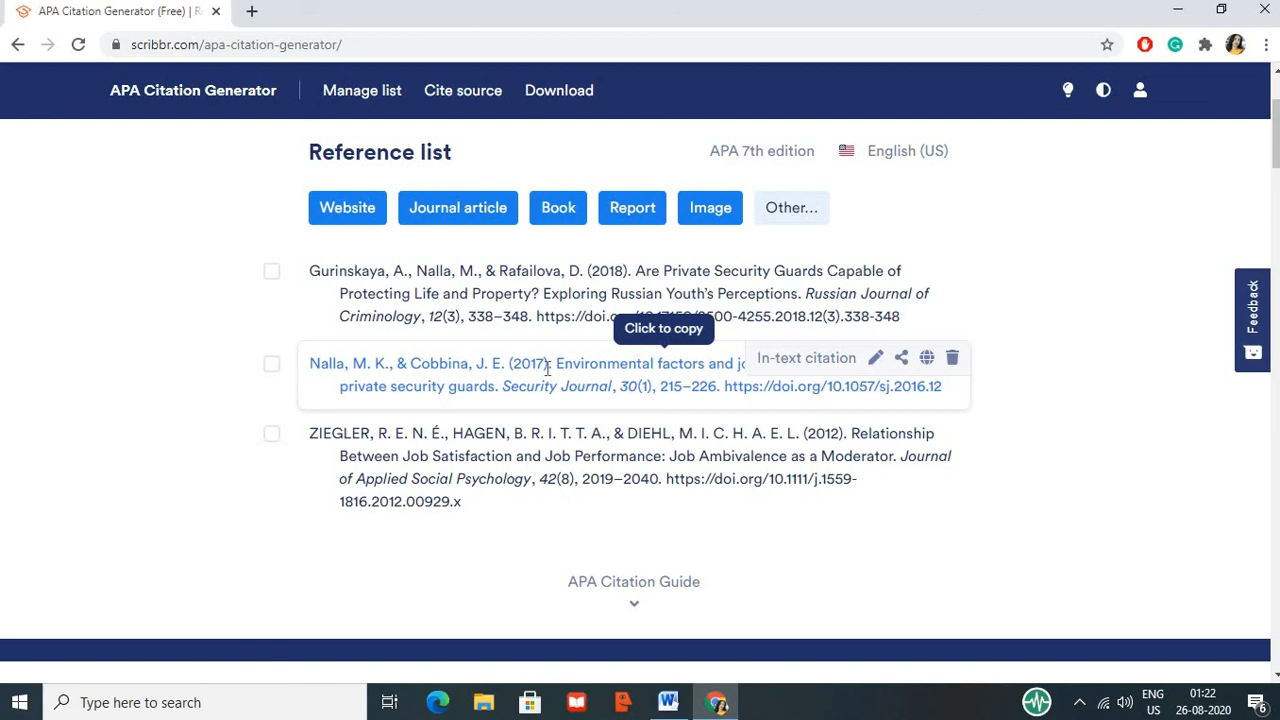 APA Citation Generator (Free) | R
scribbr.com/apa-citation-generator/
APA Citation Generator
Manage list
Cite source
Download
Reference list
APA 7th edition
English (US)
Website
Journal article
Book
Report
Image
Other...
Gurinskaya, A., Nalla, M., & Rafailova, D. (2018). Are Private Security Guards Capable of
Protecting Life and Property? Exploring Russian Youth's Perceptions. Russian Journal of
Criminology, 12(3), 338–348. https://doi.org/10.17150/2500-4255.2018.12(3).338-348
Click to copy
Nalla, M. K., & Cobbina, J. E. (2017). Environmental factors and jo
In-text citation
private security guards. Security Journal, 30(1), 215–226. https://doi.org/10.1057/sj.2016.12
ZIEGLER, R. E. N. É., HAGEN, B. R. I. T. T. A., & DIEHL, M. I. C. H. A. E. L. (2012). Relationship
Between Job Satisfaction and Job Performance: Job Ambivalence as a Moderator. Journal
of Applied Social Psychology, 42(8), 2019–2040. https://doi.org/10.1111/j.1559-
1816.2012.00929.x
Feedback
APA Citation Guide
Type here to search
ENG
US
01:22
26-08-2020
6